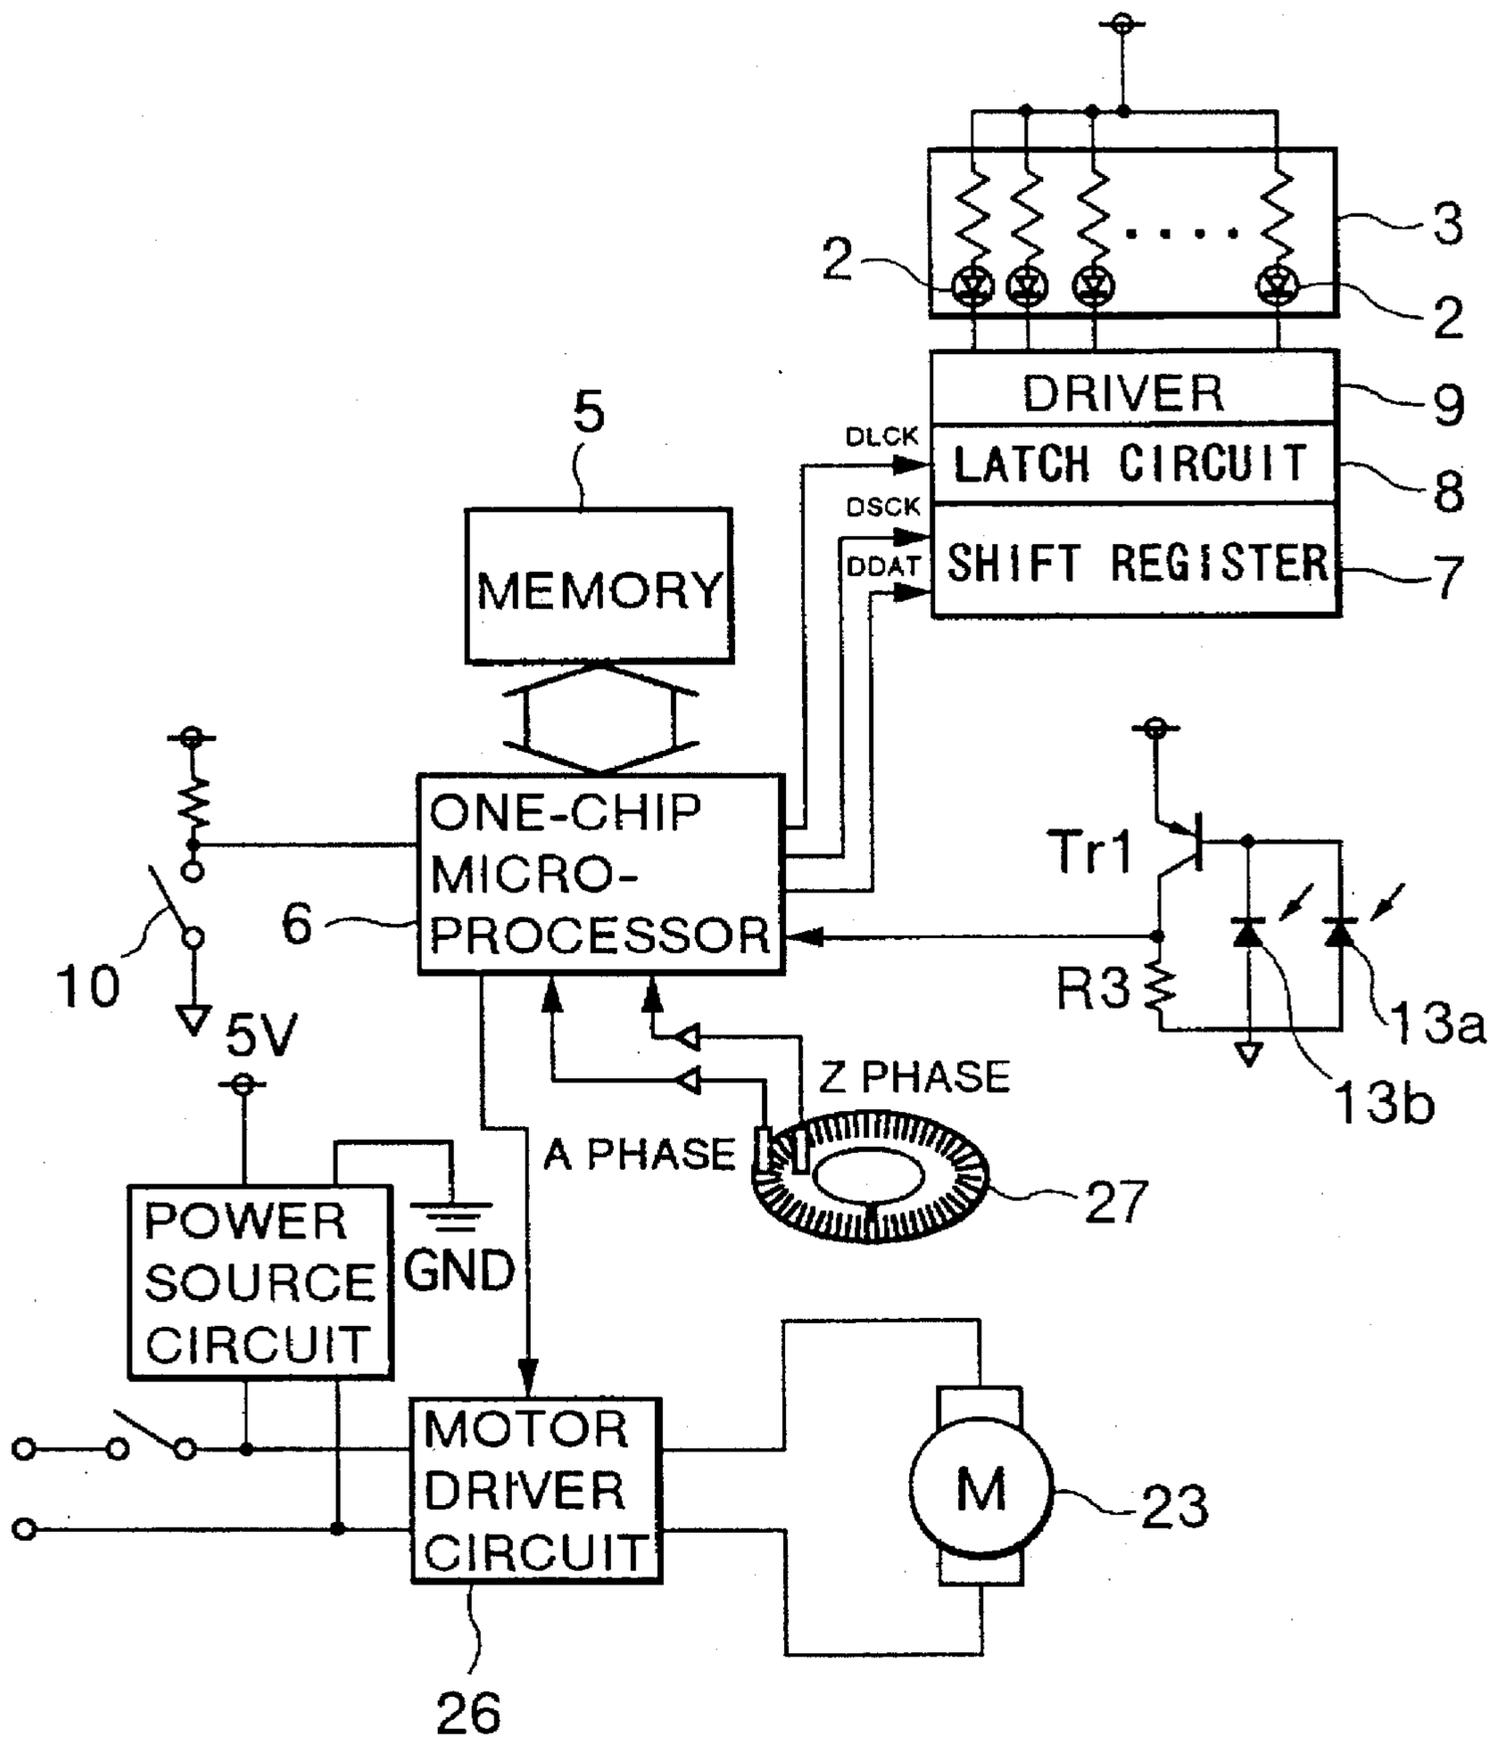 3
2
2
DRIVER
9
5
DLCK
LATCH CIRCUIT
8
DSCK
MEMORY
DDAT
SHIFT REGISTER
7
ONE-CHIP
MICRO-
PROCESSOR
6
Tr1
10
R3
13a
5V
Z PHASE
13b
A PHASE
27
POWER
SOURCE
CIRCUIT
GND
MOTOR
DRIVER
CIRCUIT
M
23
26